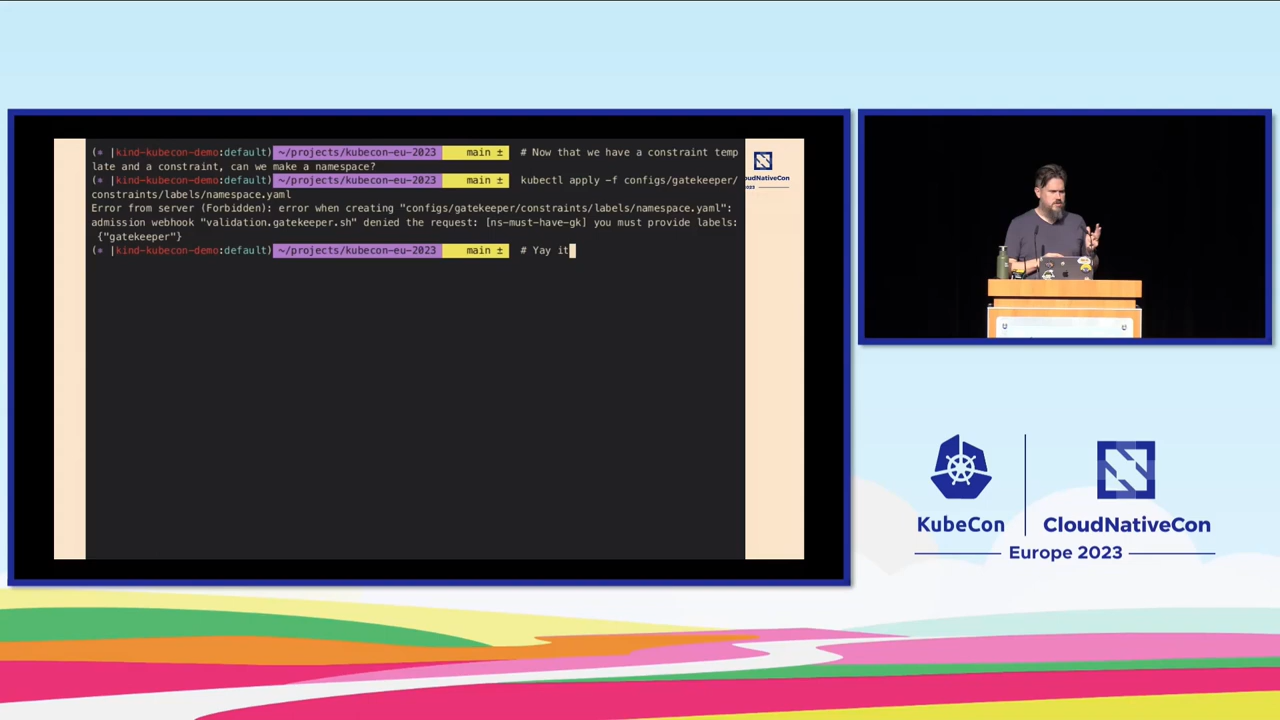 (⎈ |kind-kubecon-demo:default) ~/projects/kubecon-eu-2023 main ± # Now that we have a constraint temp
late and a constraint, can we make a namespace?
(⎈ |kind-kubecon-demo:default) ~/projects/kubecon-eu-2023 main ± kubectl apply -f configs/gatekeeper/
constraints/labels/namespace.yaml
Error from server (Forbidden): error when creating "configs/gatekeeper/constraints/labels/namespace.yaml":
admission webhook "validation.gatekeeper.sh" denied the request: [ns-must-have-gk] you must provide labels:
{"gatekeeper"}
(⎈ |kind-kubecon-demo:default) ~/projects/kubecon-eu-2023 main ± # Yay it
oudNativeCon
2023
KubeCon
CloudNativeCon
Europe 2023